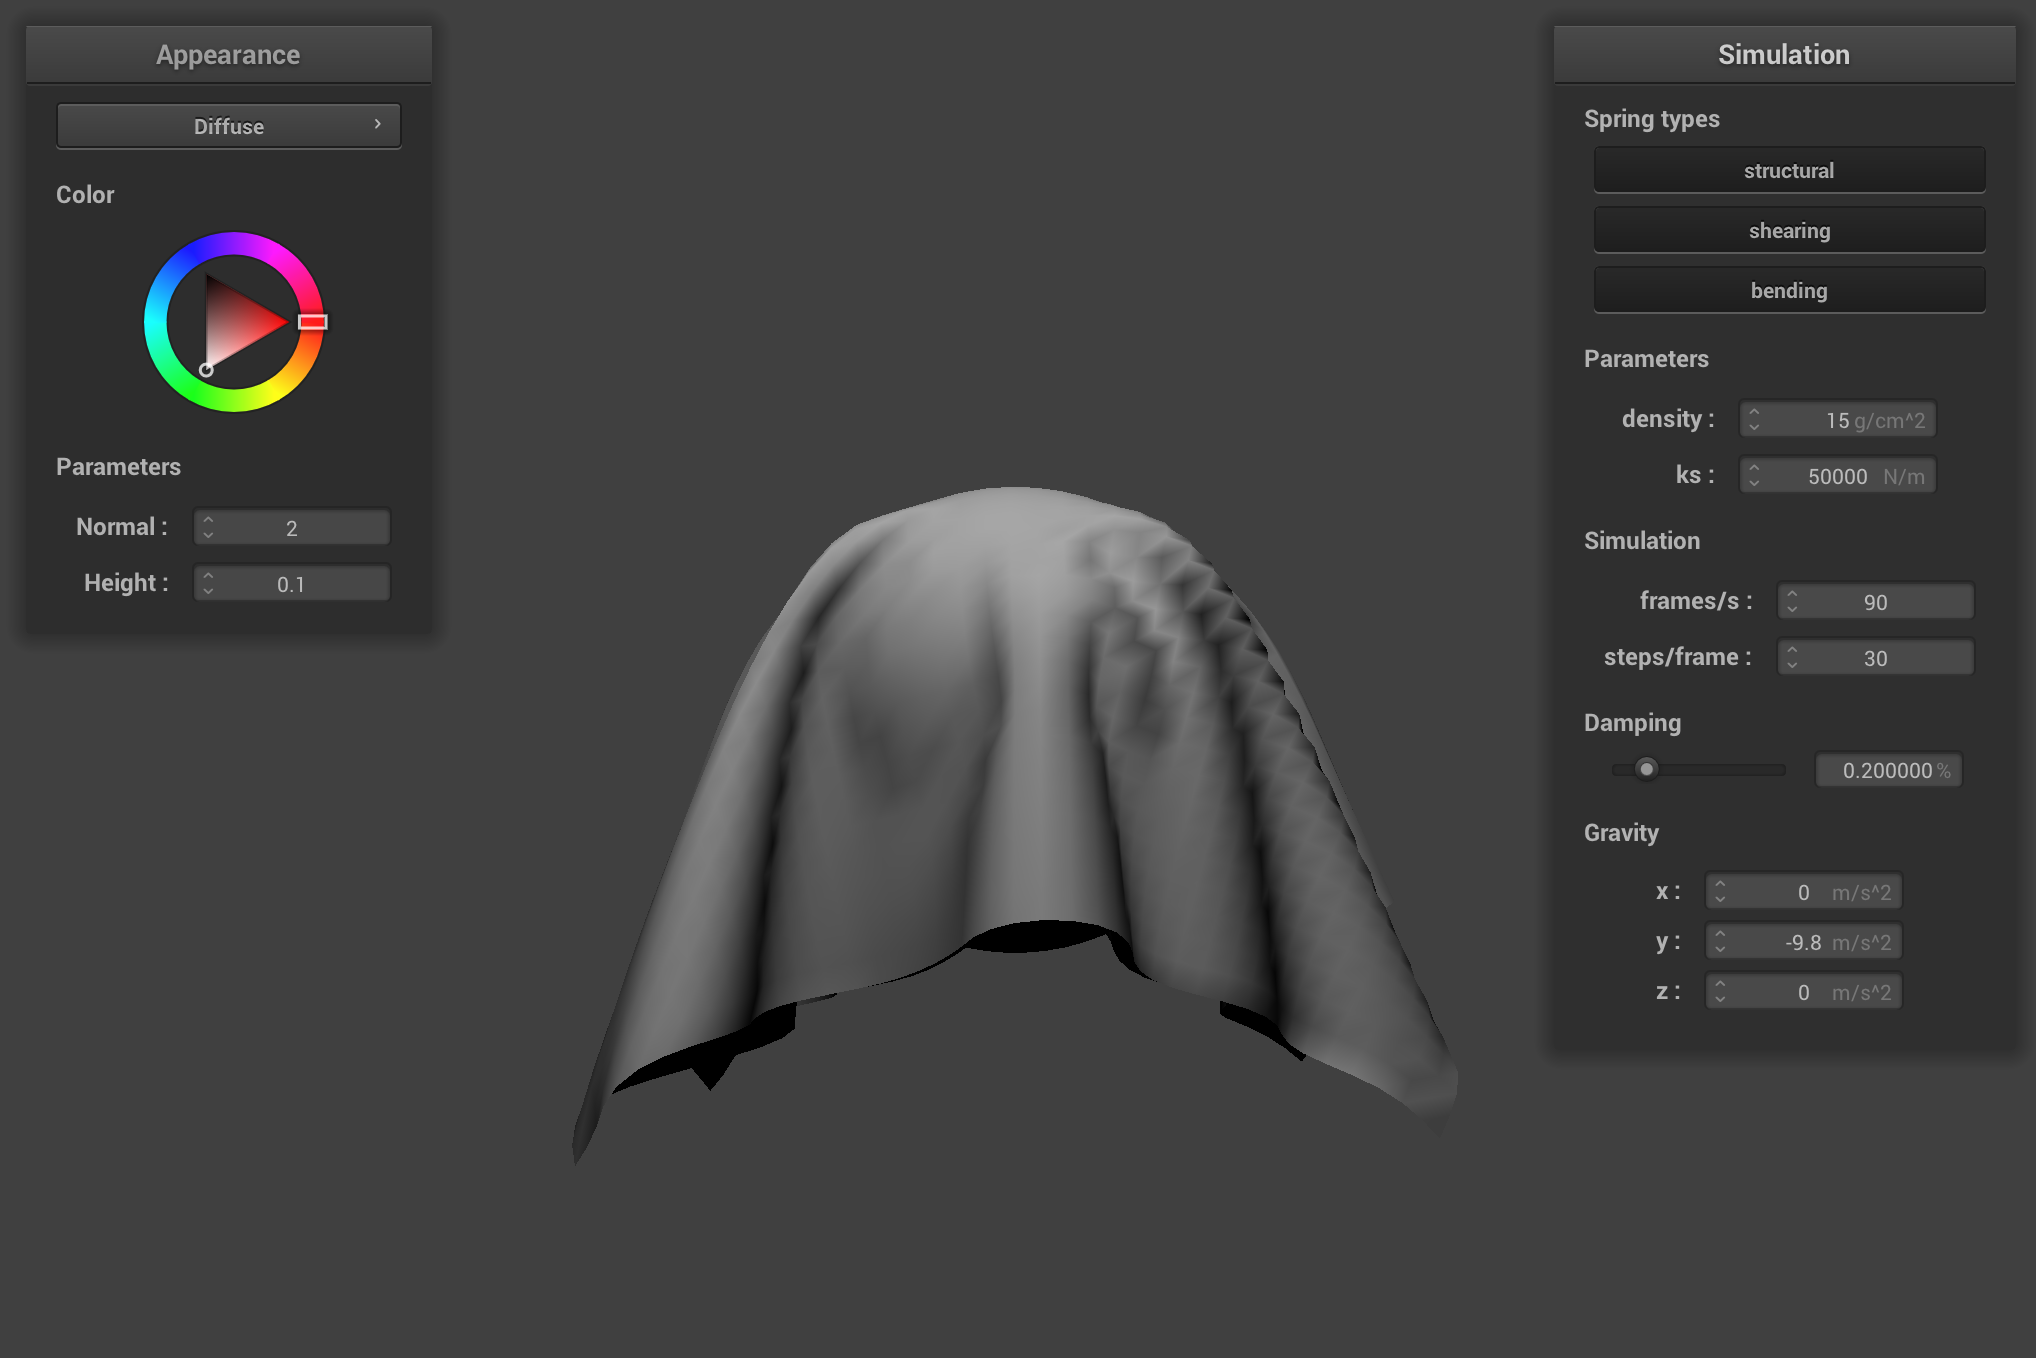 Appearance
Diffuse
Color
Parameters
Normal : 2
Height : 0.1
Simulation
Spring types
structural
shearing
bending
Parameters
density : 15 g/cm^2
ks : 50000 N/m
Simulation
frames/s : 90
steps/frame : 30
Damping
0.200000 %
Gravity
x : 0 m/s^2
y : -9.8 m/s^2
z : 0 m/s^2